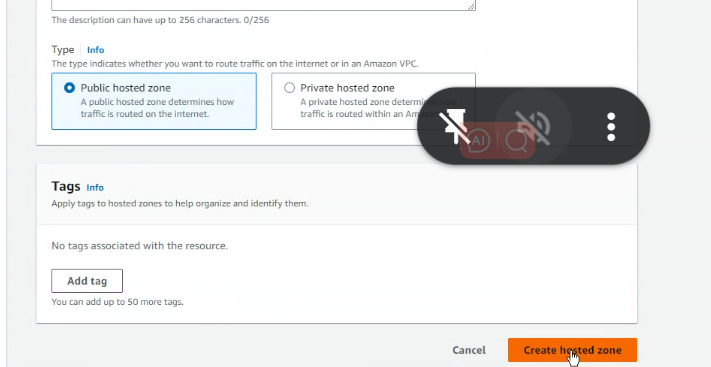 The description can have up to 256 characters. 0/256
Type Info
The type indicates whether you want to route traffic on the internet or in an Amazon VPC.
Public hosted zone
A public hosted zone determines how
traffic is routed on the internet.
Private hosted zone
A private hosted zone
traffic is routed within an
AI
Tags Info
Apply tags to hosted zones to help organize and identify them.
No tags associated with the resource.
Add tag
You can add up to 50 more tags.
Cancel Create hosted zone